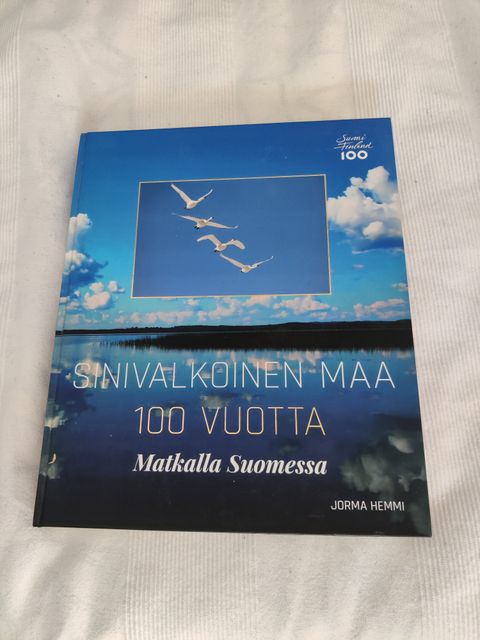 Suomi
Finland
100
SINIVALKOINEN MAA
100 VUOTTA
Matkalla Suomessa
JORMA HEMMI